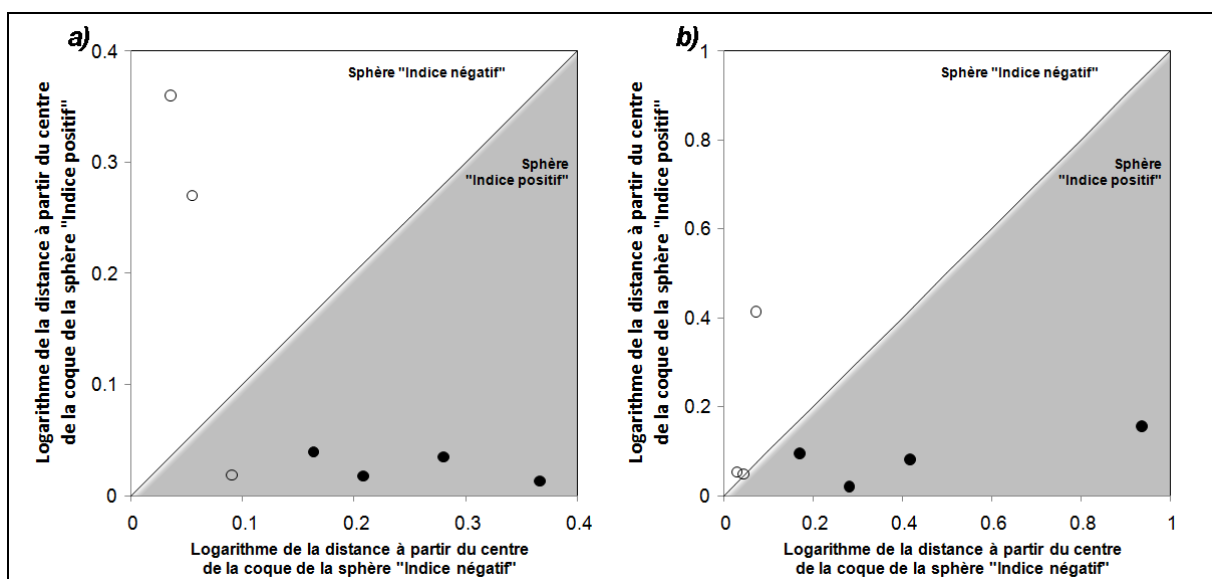 a)
0.4
0.3
0.2
0.1
0
0
0.1
0.2
0.3
0.4
Logarithme de la distance à partir du centre
de la coque de la sphère "Indice positif"
Sphère "Indice négatif"
Sphère
"Indice positif"
Logarithme de la distance à partir du centre
de la coque de la sphère "Indice négatif"
b)
1
0.8
0.6
0.4
0.2
0
0
0.2
0.4
0.6
0.8
1
Logarithme de la distance à partir du centre
de la coque de la sphère "Indice positif"
Sphère "Indice négatif"
Sphère
"Indice positif"
Logarithme de la distance à partir du centre
de la coque de la sphère "Indice négatif"